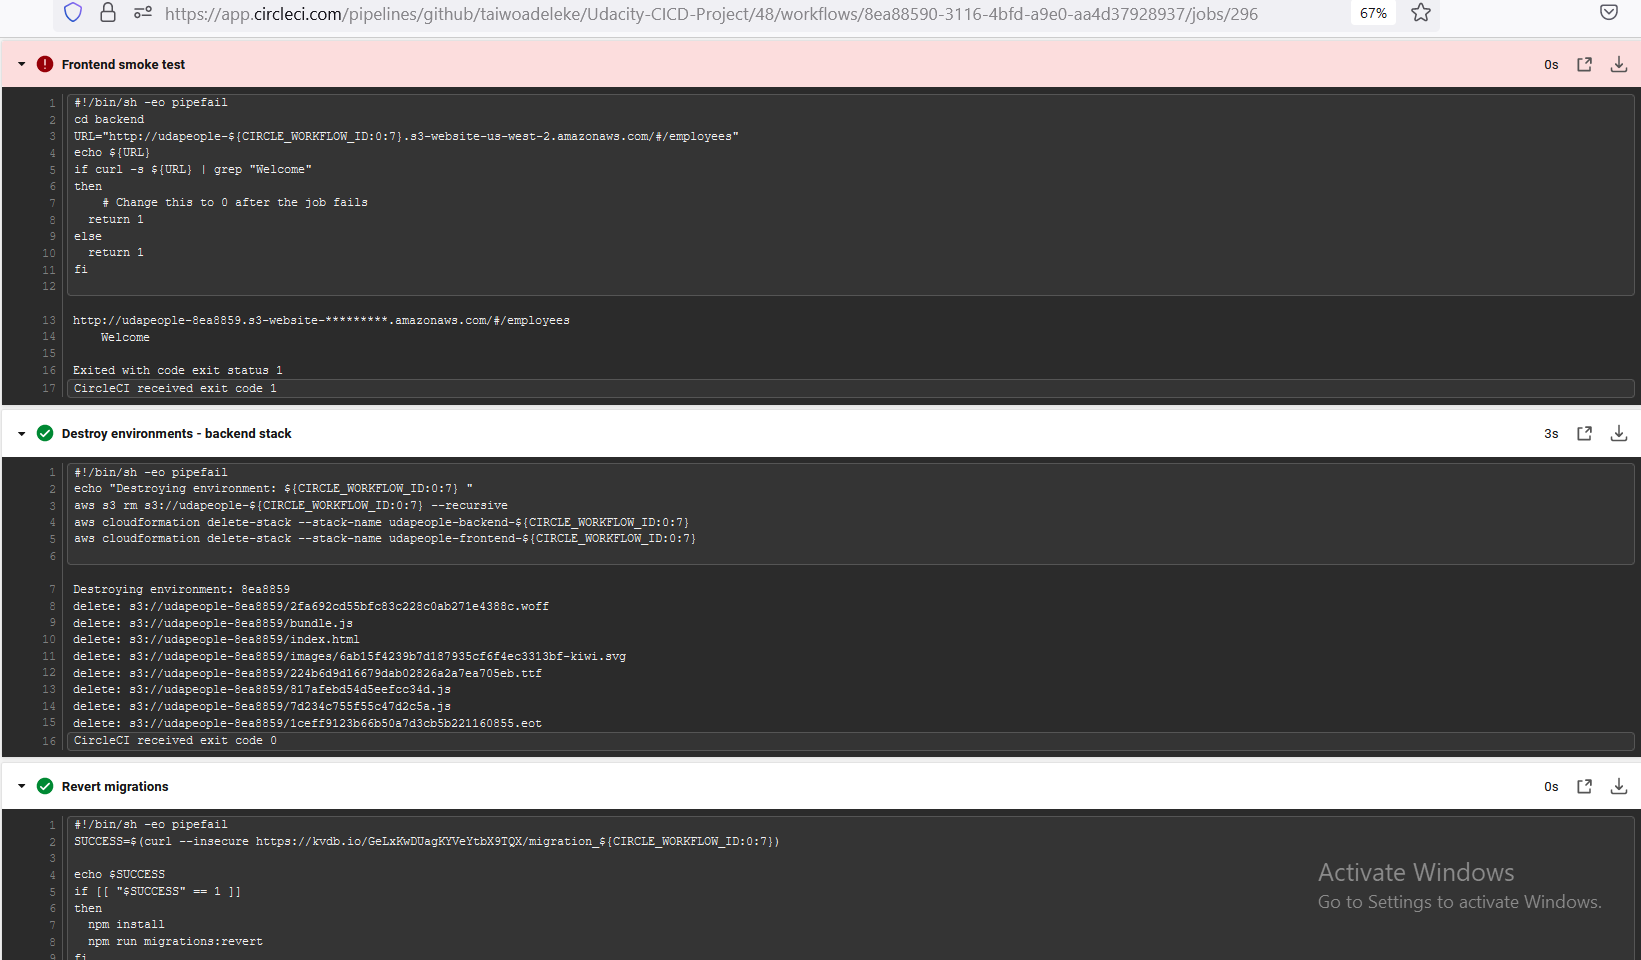 https://app.circleci.com/pipelines/github/taiwoadeleke/Udacity-CICD-Project/48/workflows/8ea88590-3116-4bfd-a9e0-aa4d37928937/jobs/296 67%
Frontend smoke test 0s
1 #!/bin/sh -eo pipefail
2 cd backend
3 URL="http://udapeople-${CIRCLE_WORKFLOW_ID:0:7}.s3-website-us-west-2.amazonaws.com/#/employees"
4 echo ${URL}
5 if curl -s ${URL} | grep "Welcome"
6 then
7     # Change this to 0 after the job fails
8   return 1
9 else
10   return 1
11 fi
12
13 http://udapeople-8ea8859.s3-website-*********.amazonaws.com/#/employees
14     Welcome
15
16 Exited with code exit status 1
17 CircleCI received exit code 1
Destroy environments - backend stack 3s
1 #!/bin/sh -eo pipefail
2 echo "Destroying environment: ${CIRCLE_WORKFLOW_ID:0:7} "
3 aws s3 rm s3://udapeople-${CIRCLE_WORKFLOW_ID:0:7} --recursive
4 aws cloudformation delete-stack --stack-name udapeople-backend-${CIRCLE_WORKFLOW_ID:0:7}
5 aws cloudformation delete-stack --stack-name udapeople-frontend-${CIRCLE_WORKFLOW_ID:0:7}
6
7 Destroying environment: 8ea8859
8 delete: s3://udapeople-8ea8859/2fa692cd55bfc83c228c0ab271e4388c.woff
9 delete: s3://udapeople-8ea8859/bundle.js
10 delete: s3://udapeople-8ea8859/index.html
11 delete: s3://udapeople-8ea8859/images/6ab15f4239b7d187935cf6f4ec3313bf-kiwi.svg
12 delete: s3://udapeople-8ea8859/224b6d9d16679dab02826a2a7ea705eb.ttf
13 delete: s3://udapeople-8ea8859/817afebd54d5eefcc34d.js
14 delete: s3://udapeople-8ea8859/7d234c755f55c47d2c5a.js
15 delete: s3://udapeople-8ea8859/1ceff9123b66b50a7d3cb5b221160855.eot
16 CircleCI received exit code 0
Revert migrations 0s
1 #!/bin/sh -eo pipefail
2 SUCCESS=$(curl --insecure https://kvdb.io/GeLxKwDUagKYVeYtbX9TQX/migration_${CIRCLE_WORKFLOW_ID:0:7})
3
4 echo $SUCCESS
5 if [[ "$SUCCESS" == 1 ]]
6 then
7   npm install
8   npm run migrations:revert
9 fi
Activate Windows
Go to Settings to activate Windows.